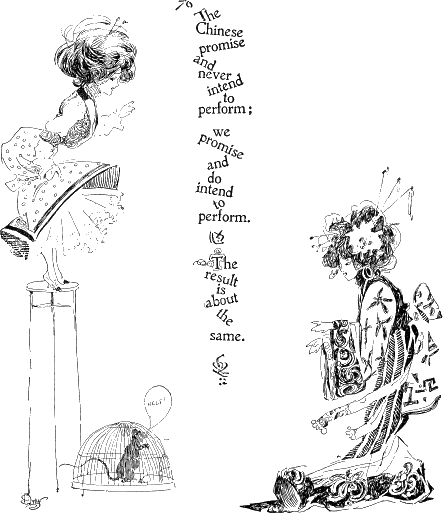 The
Chinese
promise
and
never
intend
to
perform;
we
promise
and
do
intend
to
perform.
The
result
is
about
the
same.
HELP!